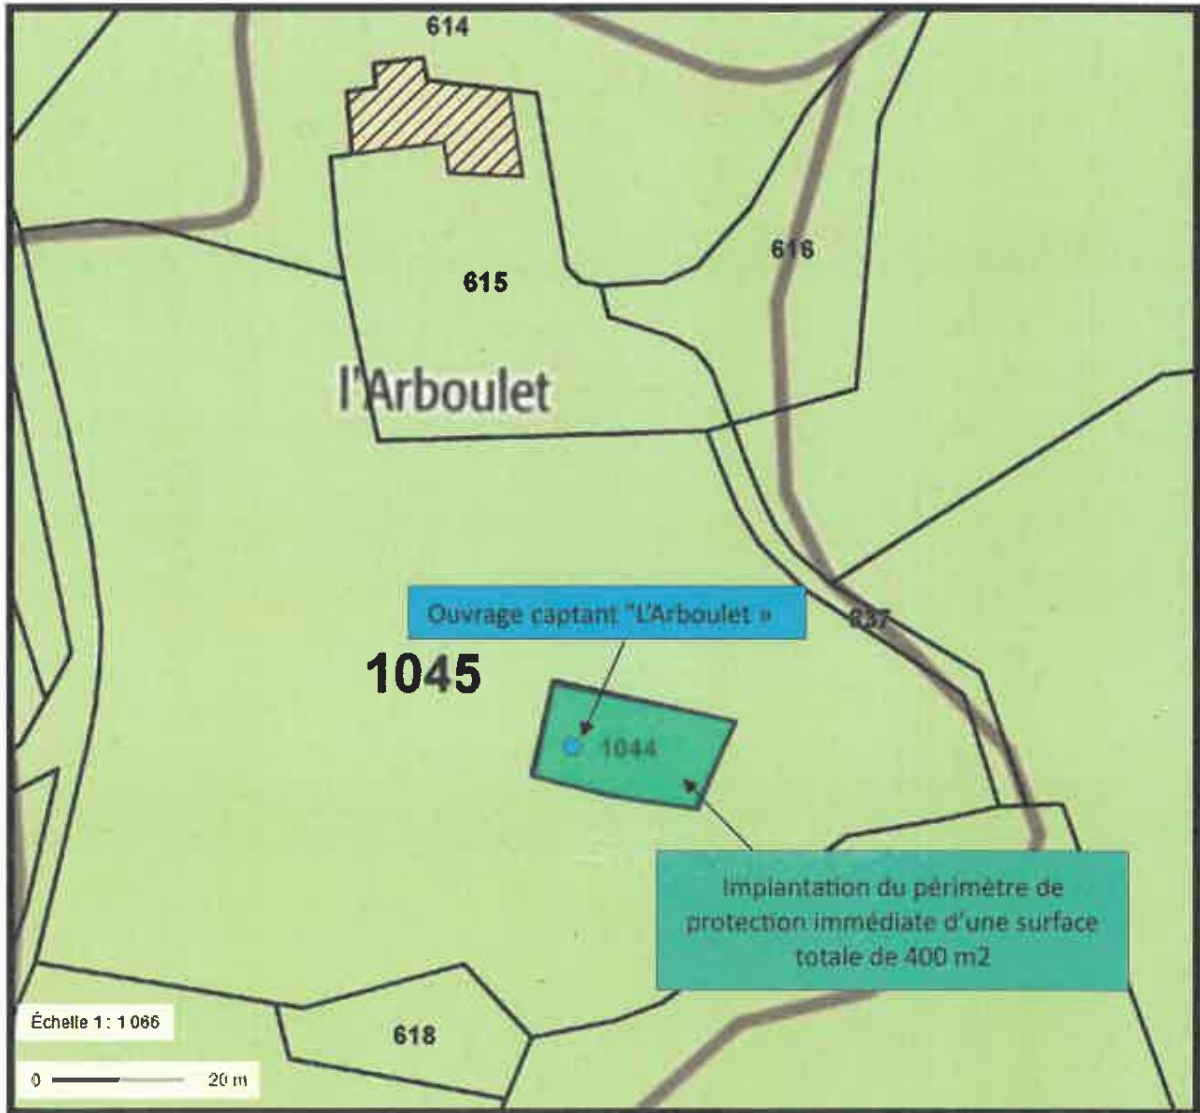 614
616
615
l'Arboulet
Ouvrage captant "L'Arboulet »
837
1045
1044
Implantation du périmètre de
protection immédiate d'une surface
totale de 400 m2
Échelle 1 : 1 066
618
0 20 m